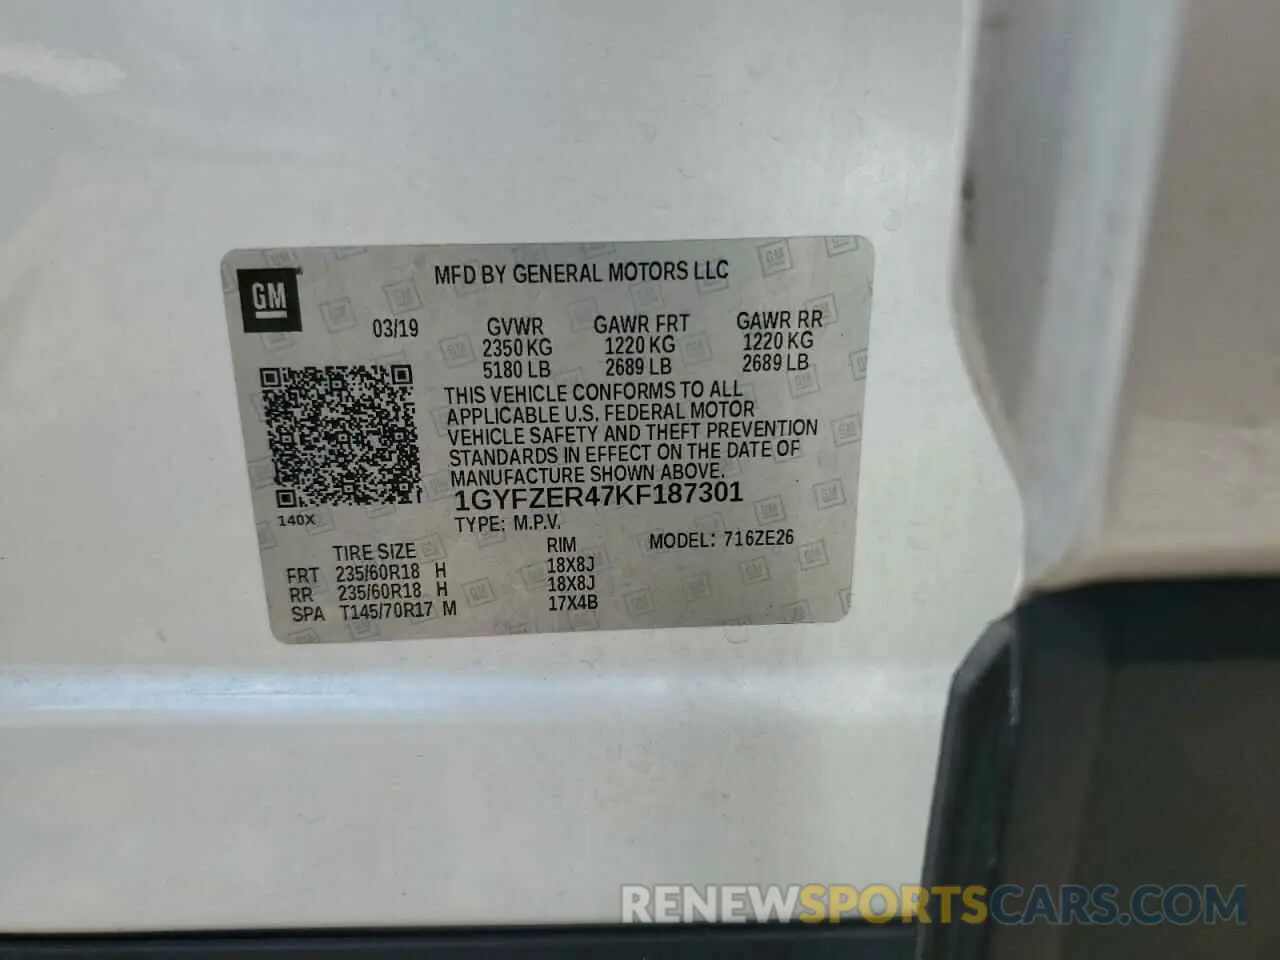 GM
MFD BY GENERAL MOTORS LLC
03/19
GVWR GAWR FRT GAWR RR
2350 KG 1220 KG 1220 KG
5180 LB 2689 LB 2689 LB
THIS VEHICLE CONFORMS TO ALL
APPLICABLE U.S. FEDERAL MOTOR
VEHICLE SAFETY AND THEFT PREVENTION
STANDARDS IN EFFECT ON THE DATE OF
MANUFACTURE SHOWN ABOVE.
1GYFZER47KF187301
140X
TYPE: M.P.V.
TIRE SIZE RIM MODEL: 716ZE26
FRT 235/60R18 H 18X8J
RR 235/60R18 H 18X8J
SPA T145/70R17 M 17X4B
RENEWSPORTSCARS.COM